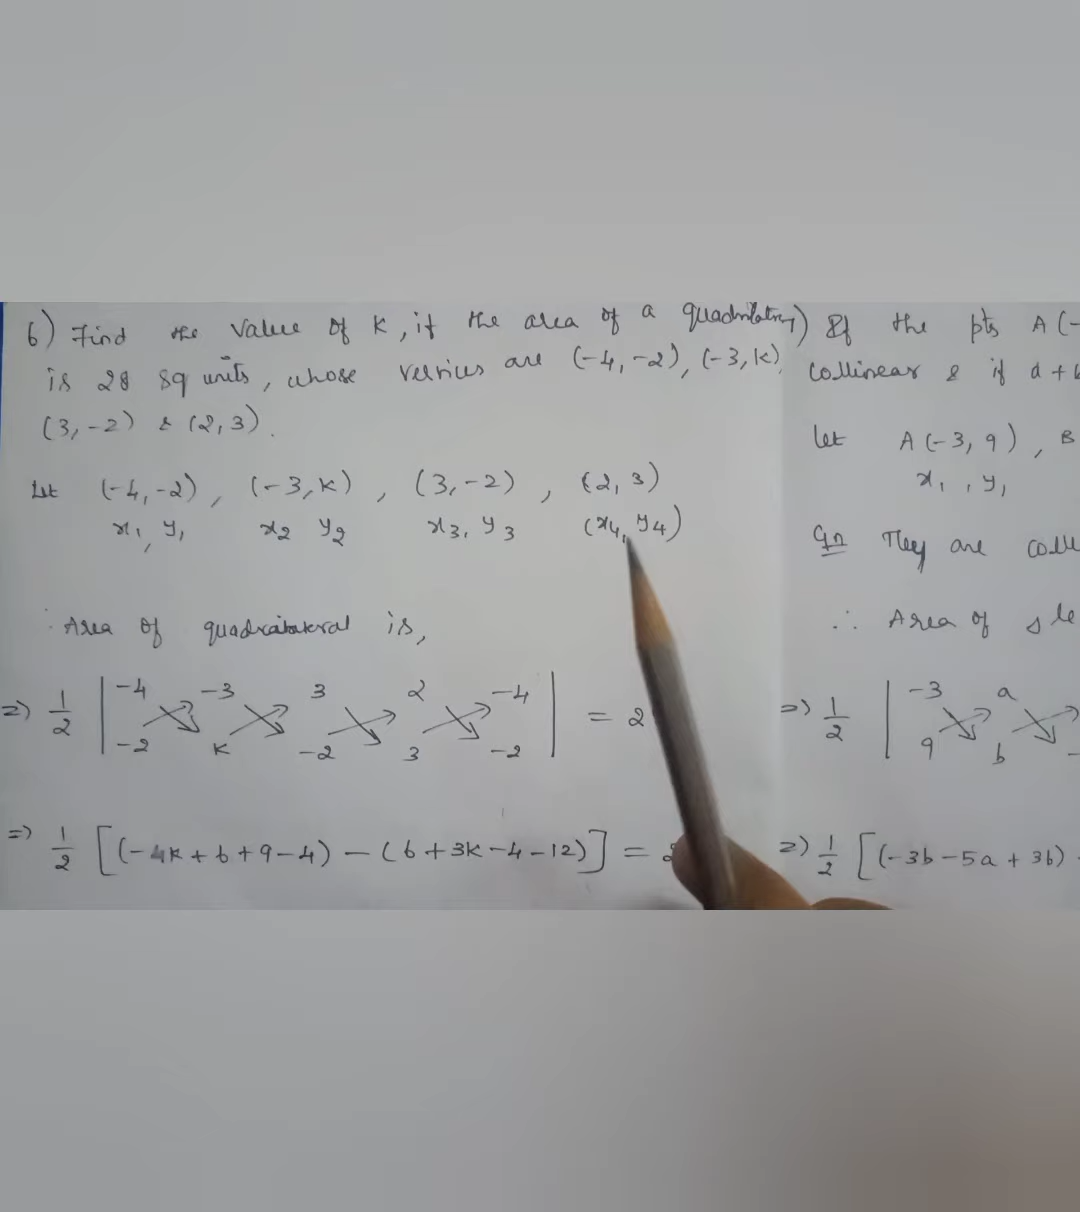 6) Find the value of k, if the area of a
is 28 sq units, whose are (-4,-2), (-3,k)
(3,-2) & (2,3).
Let (-4,-2), (-3,k), (3,-2), (2,3)
x₁, y₁ x₂ y₂ x₃, y₃ (x₄, y₄)
∴ Area of is,
=> 1/2 | -4 -3 3 2 -4 | = 2
-2 k -2 3 -2
=> 1/2 [(-4k+6+9-4) - (6+3k-4-12)] =
7) If the pts A(-
collinear & if a+b
Let A(-3,9), B
x₁, y₁
Gn They are
∴ Area of
=> 1/2 | -3 a
9 b -
=> 1/2 [(-3b-5a+3b)